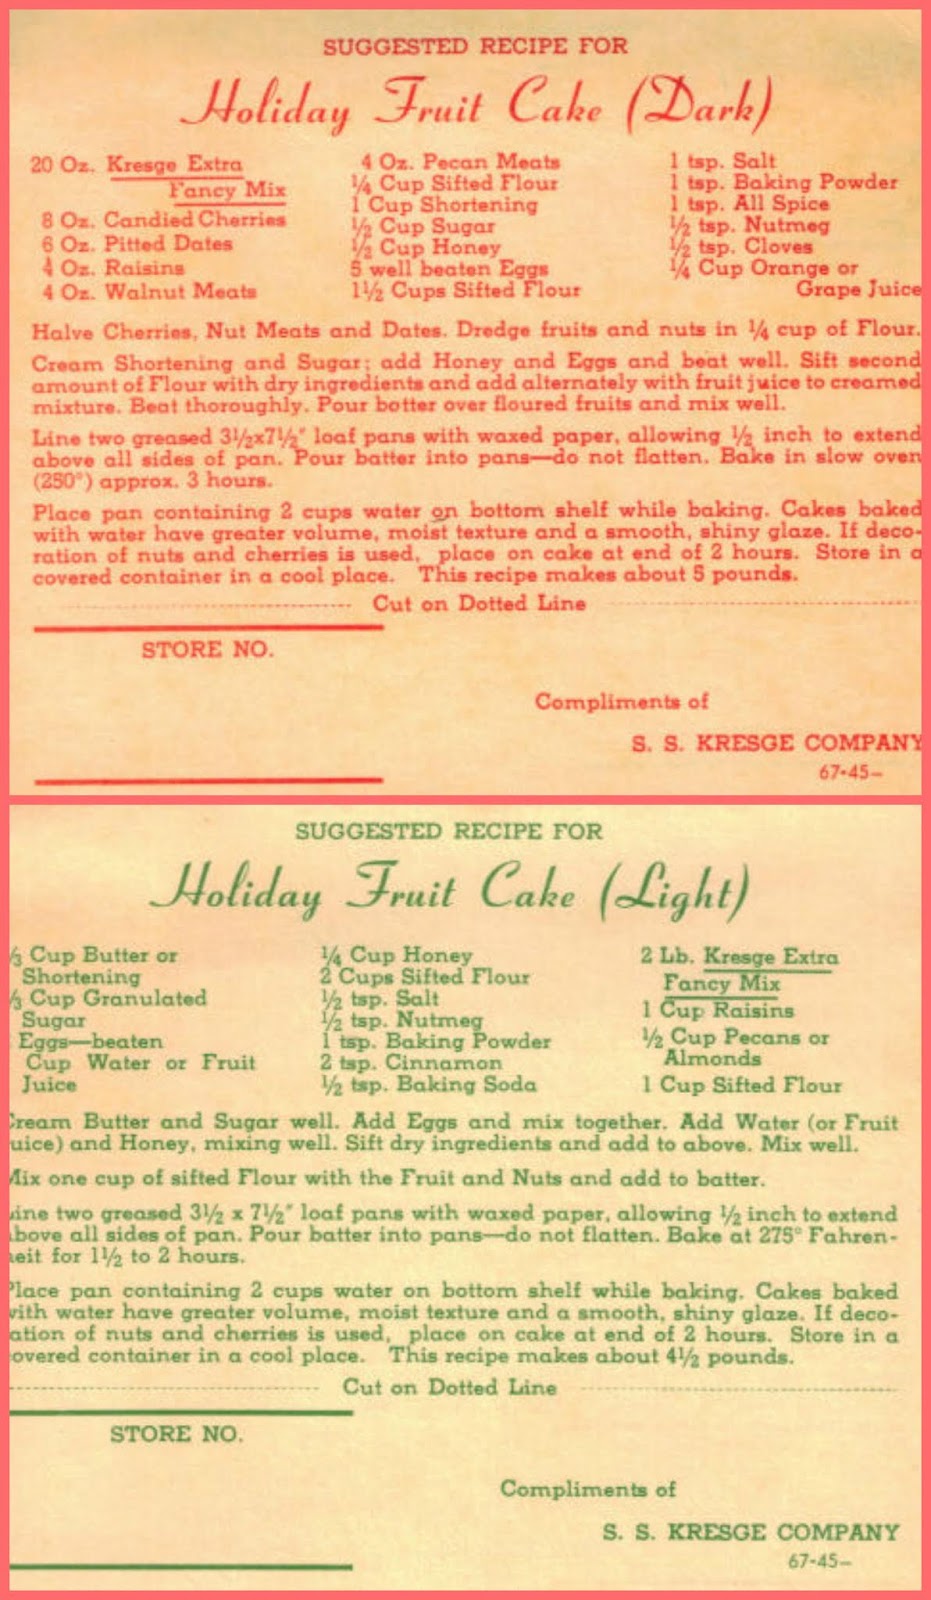 SUGGESTED RECIPE FOR
Holiday Fruit Cake (Dark)
20 Oz. Kresge Extra
Fancy Mix
8 Oz. Candied Cherries
6 Oz. Pitted Dates
4 Oz. Raisins
4 Oz. Walnut Meats
4 Oz. Pecan Meats
¼ Cup Sifted Flour
1 Cup Shortening
½ Cup Sugar
½ Cup Honey
5 well beaten Eggs
1½ Cups Sifted Flour
1 tsp. Salt
1 tsp. Baking Powder
1 tsp. All Spice
½ tsp. Nutmeg
½ tsp. Cloves
¼ Cup Orange or
Grape Juice
Halve Cherries, Nut Meats and Dates. Dredge fruits and nuts in ¼ cup of Flour.
Cream Shortening and Sugar; add Honey and Eggs and beat well. Sift second
amount of Flour with dry ingredients and add alternately with fruit juice to creamed
mixture. Beat thoroughly. Pour batter over floured fruits and mix well.
Line two greased 3½x7½" loaf pans with waxed paper, allowing ½ inch to extend
above all sides of pan. Pour batter into pans—do not flatten. Bake in slow oven
(250°) approx. 3 hours.
Place pan containing 2 cups water on bottom shelf while baking. Cakes baked
with water have greater volume, moist texture and a smooth, shiny glaze. If deco-
ration of nuts and cherries is used, place on cake at end of 2 hours. Store in a
covered container in a cool place. This recipe makes about 5 pounds.
Cut on Dotted Line
STORE NO.
Compliments of
S. S. KRESGE COMPANY
67-45—
SUGGESTED RECIPE FOR
Holiday Fruit Cake (Light)
/3 Cup Butter or
Shortening
/3 Cup Granulated
Sugar
Eggs—beaten
Cup Water or Fruit
Juice
¼ Cup Honey
2 Cups Sifted Flour
½ tsp. Salt
½ tsp. Nutmeg
1 tsp. Baking Powder
2 tsp. Cinnamon
½ tsp. Baking Soda
2 Lb. Kresge Extra
Fancy Mix
1 Cup Raisins
½ Cup Pecans or
Almonds
1 Cup Sifted Flour
Cream Butter and Sugar well. Add Eggs and mix together. Add Water (or Fruit
uice) and Honey, mixing well. Sift dry ingredients and add to above. Mix well.
Mix one cup of sifted Flour with the Fruit and Nuts and add to batter.
Line two greased 3½ x 7½" loaf pans with waxed paper, allowing ½ inch to extend
above all sides of pan. Pour batter into pans—do not flatten. Bake at 275° Fahren-
eit for 1½ to 2 hours.
Place pan containing 2 cups water on bottom shelf while baking. Cakes baked
with water have greater volume, moist texture and a smooth, shiny glaze. If deco-
ation of nuts and cherries is used, place on cake at end of 2 hours. Store in a
overed container in a cool place. This recipe makes about 4½ pounds.
Cut on Dotted Line
STORE NO.
Compliments of
S. S. KRESGE COMPANY
67-45—